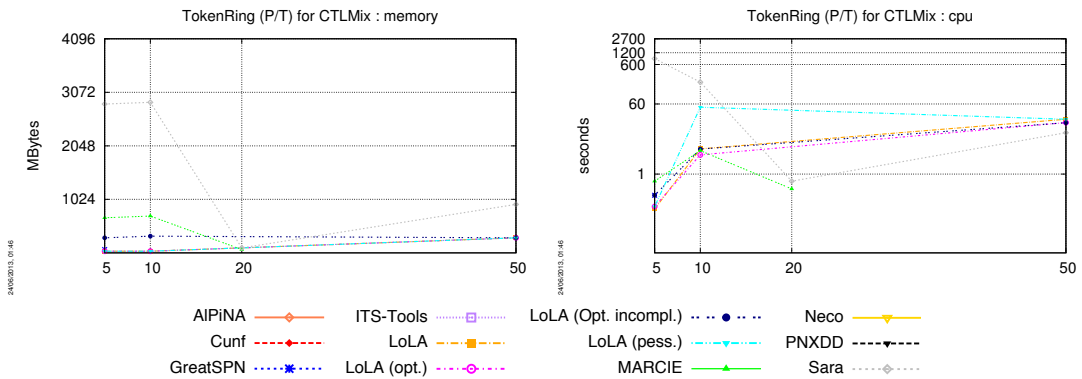 TokenRing (P/T) for CTLMix : memory
4096
3072
2048
1024
MBytes
5 10 20 50
24/06/2013, 01:46
TokenRing (P/T) for CTLMix : cpu
2700
1200
600
60
1
seconds
5 10 20 50
24/06/2013, 01:46
AlPiNA
Cunf
GreatSPN
ITS-Tools
LoLA
LoLA (opt.)
LoLA (Opt. incompl.)
LoLA (pess.)
MARCIE
Neco
PNXDD
Sara